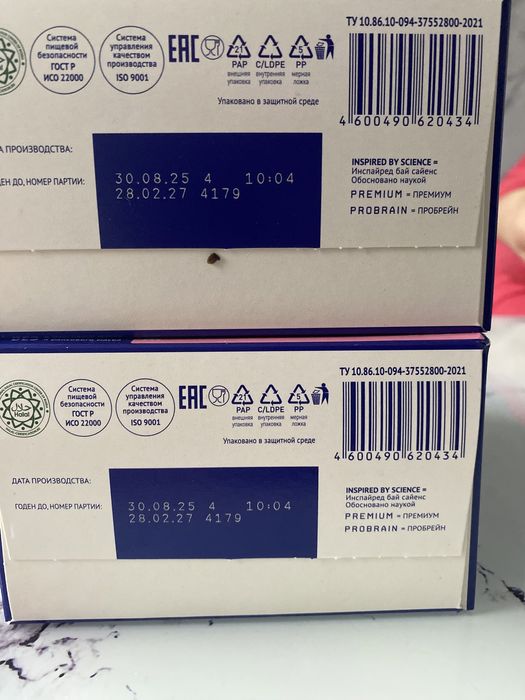 Система
пищевой
безопасности
ГОСТ Р
ИСО 22000
Система
управления
качеством
производства
ISO 9001
EAC
21
PAP
внешняя
упаковка
C/LDPE
внутренняя
упаковка
5
PP
мерная
ложка
Упаковано в защитной среде
ТУ 10.86.10-094-37552800-2021
4 600490 620434
А ПРОИЗВОДСТВА:
ДЕН ДО, НОМЕР ПАРТИИ:
30.08.25 4 10:04
28.02.27 4179
INSPIRED BY SCIENCE =
Инспайред бай сайенс
Обосновано наукой
PREMIUM = ПРЕМИУМ
PROBRAIN = ПРОБРЕЙН
Halal
Система
пищевой
безопасности
ГОСТ Р
ИСО 22000
Система
управления
качеством
производства
ISO 9001
EAC
21
PAP
внешняя
упаковка
C/LDPE
внутренняя
упаковка
5
PP
мерная
ложка
Упаковано в защитной среде
ТУ 10.86.10-094-37552800-2021
4 600490 620434
ДАТА ПРОИЗВОДСТВА:
ГОДЕН ДО, НОМЕР ПАРТИИ:
30.08.25 4 10:04
28.02.27 4179
INSPIRED BY SCIENCE =
Инспайред бай сайенс
Обосновано наукой
PREMIUM = ПРЕМИУМ
PROBRAIN = ПРОБРЕЙН